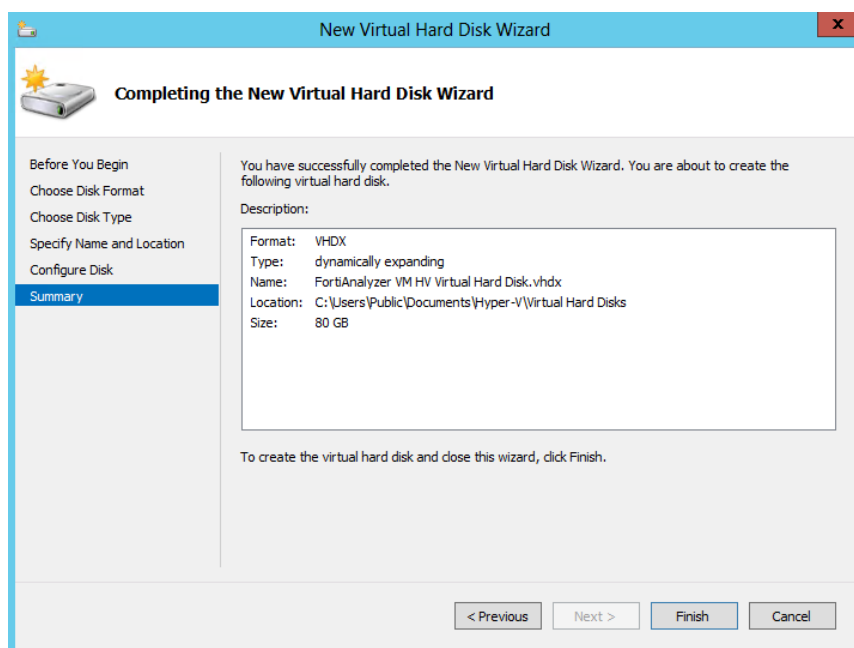 New Virtual Hard Disk Wizard
x
Completing the New Virtual Hard Disk Wizard
Before You Begin
Choose Disk Format
Choose Disk Type
Specify Name and Location
Configure Disk
Summary
You have successfully completed the New Virtual Hard Disk Wizard. You are about to create the
following virtual hard disk.
Description:
Format: VHDX
Type: dynamically expanding
Name: FortiAnalyzer VM HV Virtual Hard Disk.vhdx
Location: C:\Users\Public\Documents\Hyper-V\Virtual Hard Disks
Size: 80 GB
To create the virtual hard disk and close this wizard, click Finish.
< Previous Next > Finish Cancel